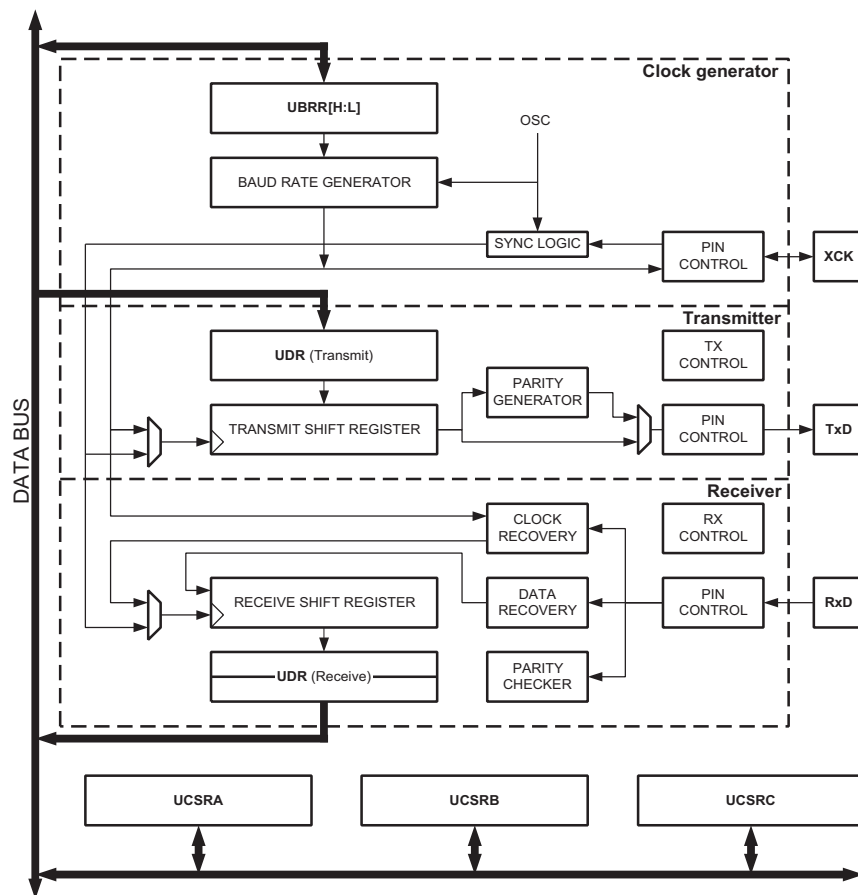 Clock generator
UBRR[H:L]
OSC
BAUD RATE GENERATOR
SYNC LOGIC
PIN
CONTROL
XCK
Transmitter
UDR (Transmit)
TX
CONTROL
PARITY
GENERATOR
TRANSMIT SHIFT REGISTER
PIN
CONTROL
TxD
DATA BUS
Receiver
CLOCK
RECOVERY
RX
CONTROL
RECEIVE SHIFT REGISTER
DATA
RECOVERY
PIN
CONTROL
RxD
UDR (Receive)
PARITY
CHECKER
UCSRA
UCSRB
UCSRC